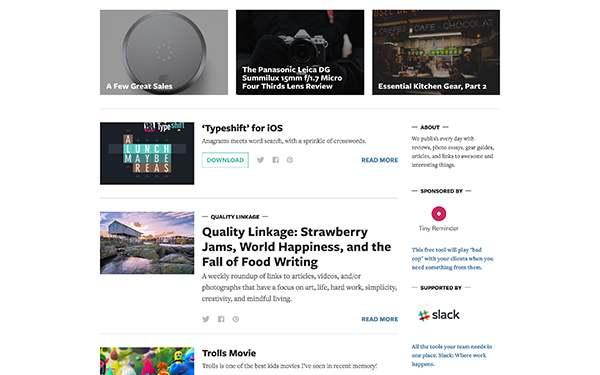 A Few Great Sales
The Panasonic Leica DG
Summilux 15mm f/1.7 Micro
Four Thirds Lens Review
CREPES CAFE - CHOCOLAT
Essential Kitchen Gear, Part 2
TypeShift
A
LUNCH
MAYBE
REAS
‘Typeshift’ for iOS
Anagrams meets word search, with a sprinkle of crosswords.
DOWNLOAD
READ MORE
QUALITY LINKAGE
Quality Linkage: Strawberry
Jams, World Happiness, and the
Fall of Food Writing
A weekly roundup of links to articles, videos, and/or
photographs that have a focus on art, life, hard work, simplicity,
creativity, and mindful living.
READ MORE
Trolls Movie
Trolls is one of the best kids movies I’ve seen in recent memory!
ABOUT
We publish every day with
reviews, photo essays, gear guides,
articles, and links to awesome and
interesting things.
SPONSORED BY
Tiny Reminder
This free tool will play "bad
cop" with your clients when you
need something from them.
SUPPORTED BY
slack
All the tools your team needs in
one place. Slack: Where work
happens.